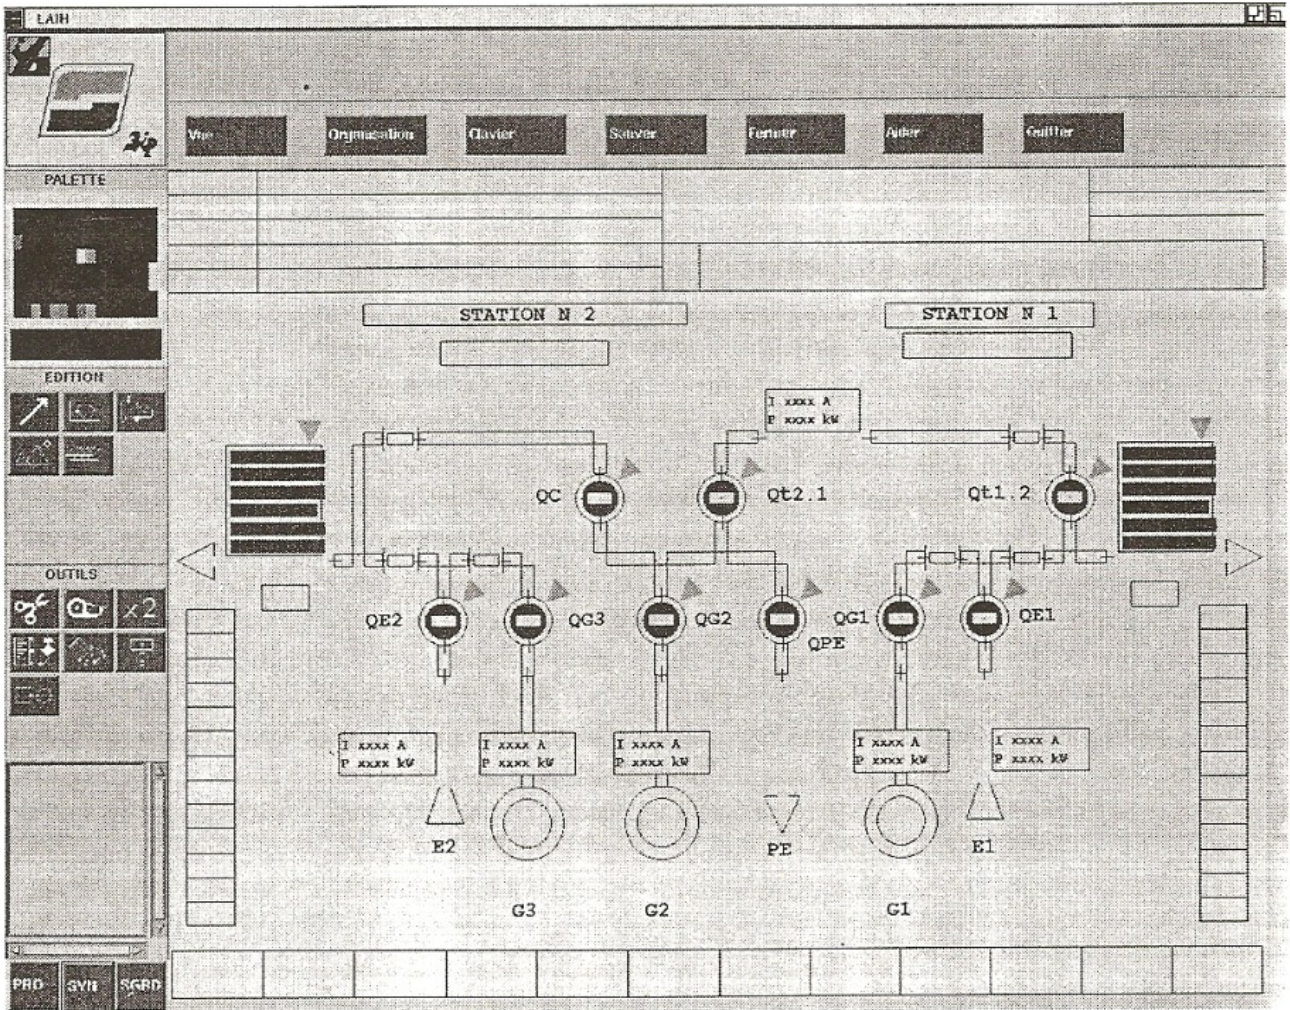 LAIH
Vue Organisation Clavier Sauver Fermer Aider Quitter
PALETTE
STATION N 2 STATION N 1
EDITION
I xxxx A
P xxxx kW
QC Qt2.1 Qt1.2
OUTILS
x2
QE2 QG3 QG2 QPE QG1 QE1
I xxxx A I xxxx A I xxxx A I xxxx A I xxxx A
P xxxx kW P xxxx kW P xxxx kW P xxxx kW P xxxx kW
E2 PE E1
G3 G2 G1
PRD SYN SGRD